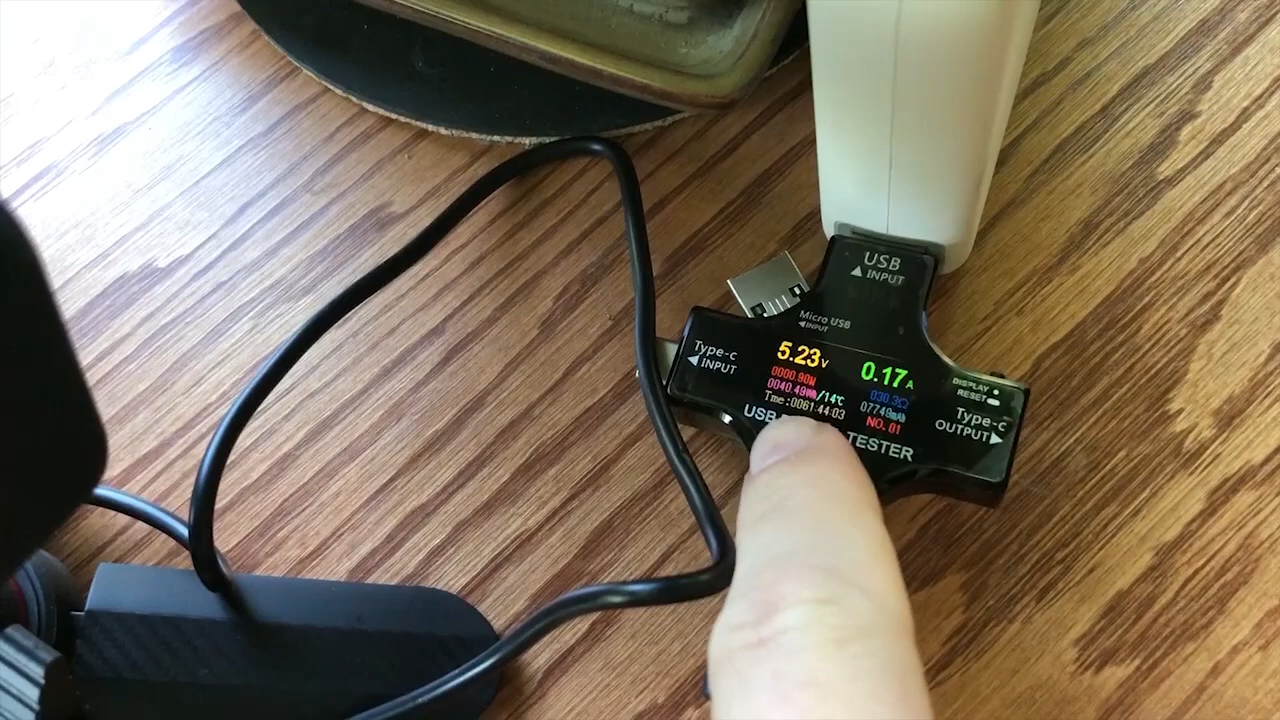 USB
▲INPUT
Micro USB
◀INPUT
Type-c
◀INPUT
5.23V
0.17A
0000.90W
030.3Ω
0040.49Wh/14℃
07749mAh
Tme:0061:44:03
NO.01
USB
TESTER
DISPLAY
RESET
Type-c
OUTPUT▶